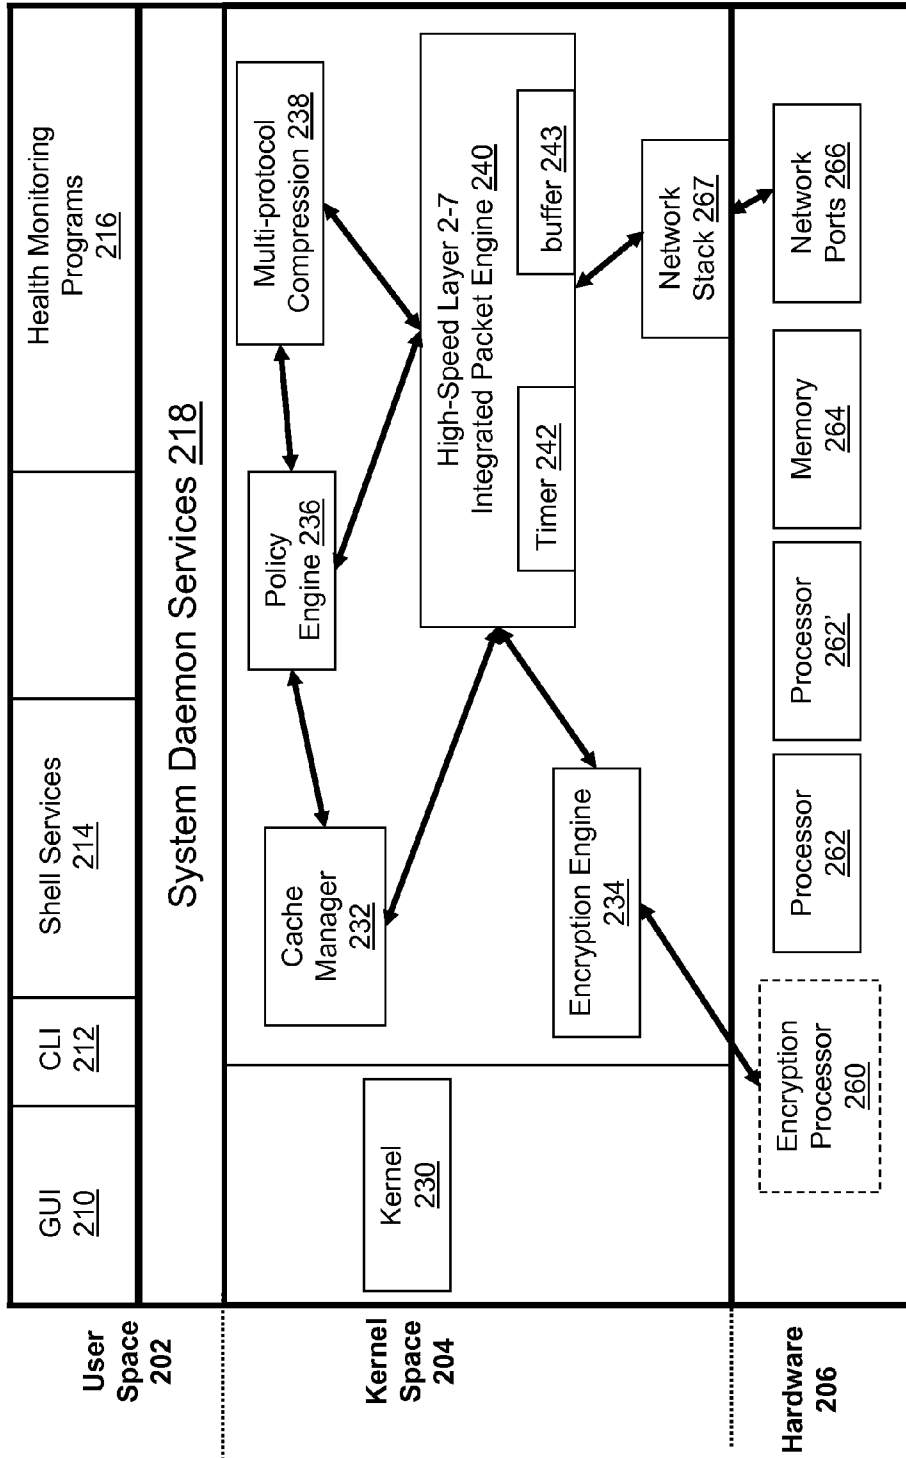 User
Space
202
GUI
210
CLI
212
Shell Services
214
Health Monitoring
Programs
216
System Daemon Services 218
Kernel
Space
204
Kernel
230
Cache
Manager
232
Policy
Engine 236
Multi-protocol
Compression 238
High-Speed Layer 2-7
Integrated Packet Engine 240
Timer 242
buffer 243
Encryption Engine
234
Network
Stack 267
Hardware
206
Encryption
Processor
260
Processor
262
Processor
262'
Memory
264
Network
Ports 266